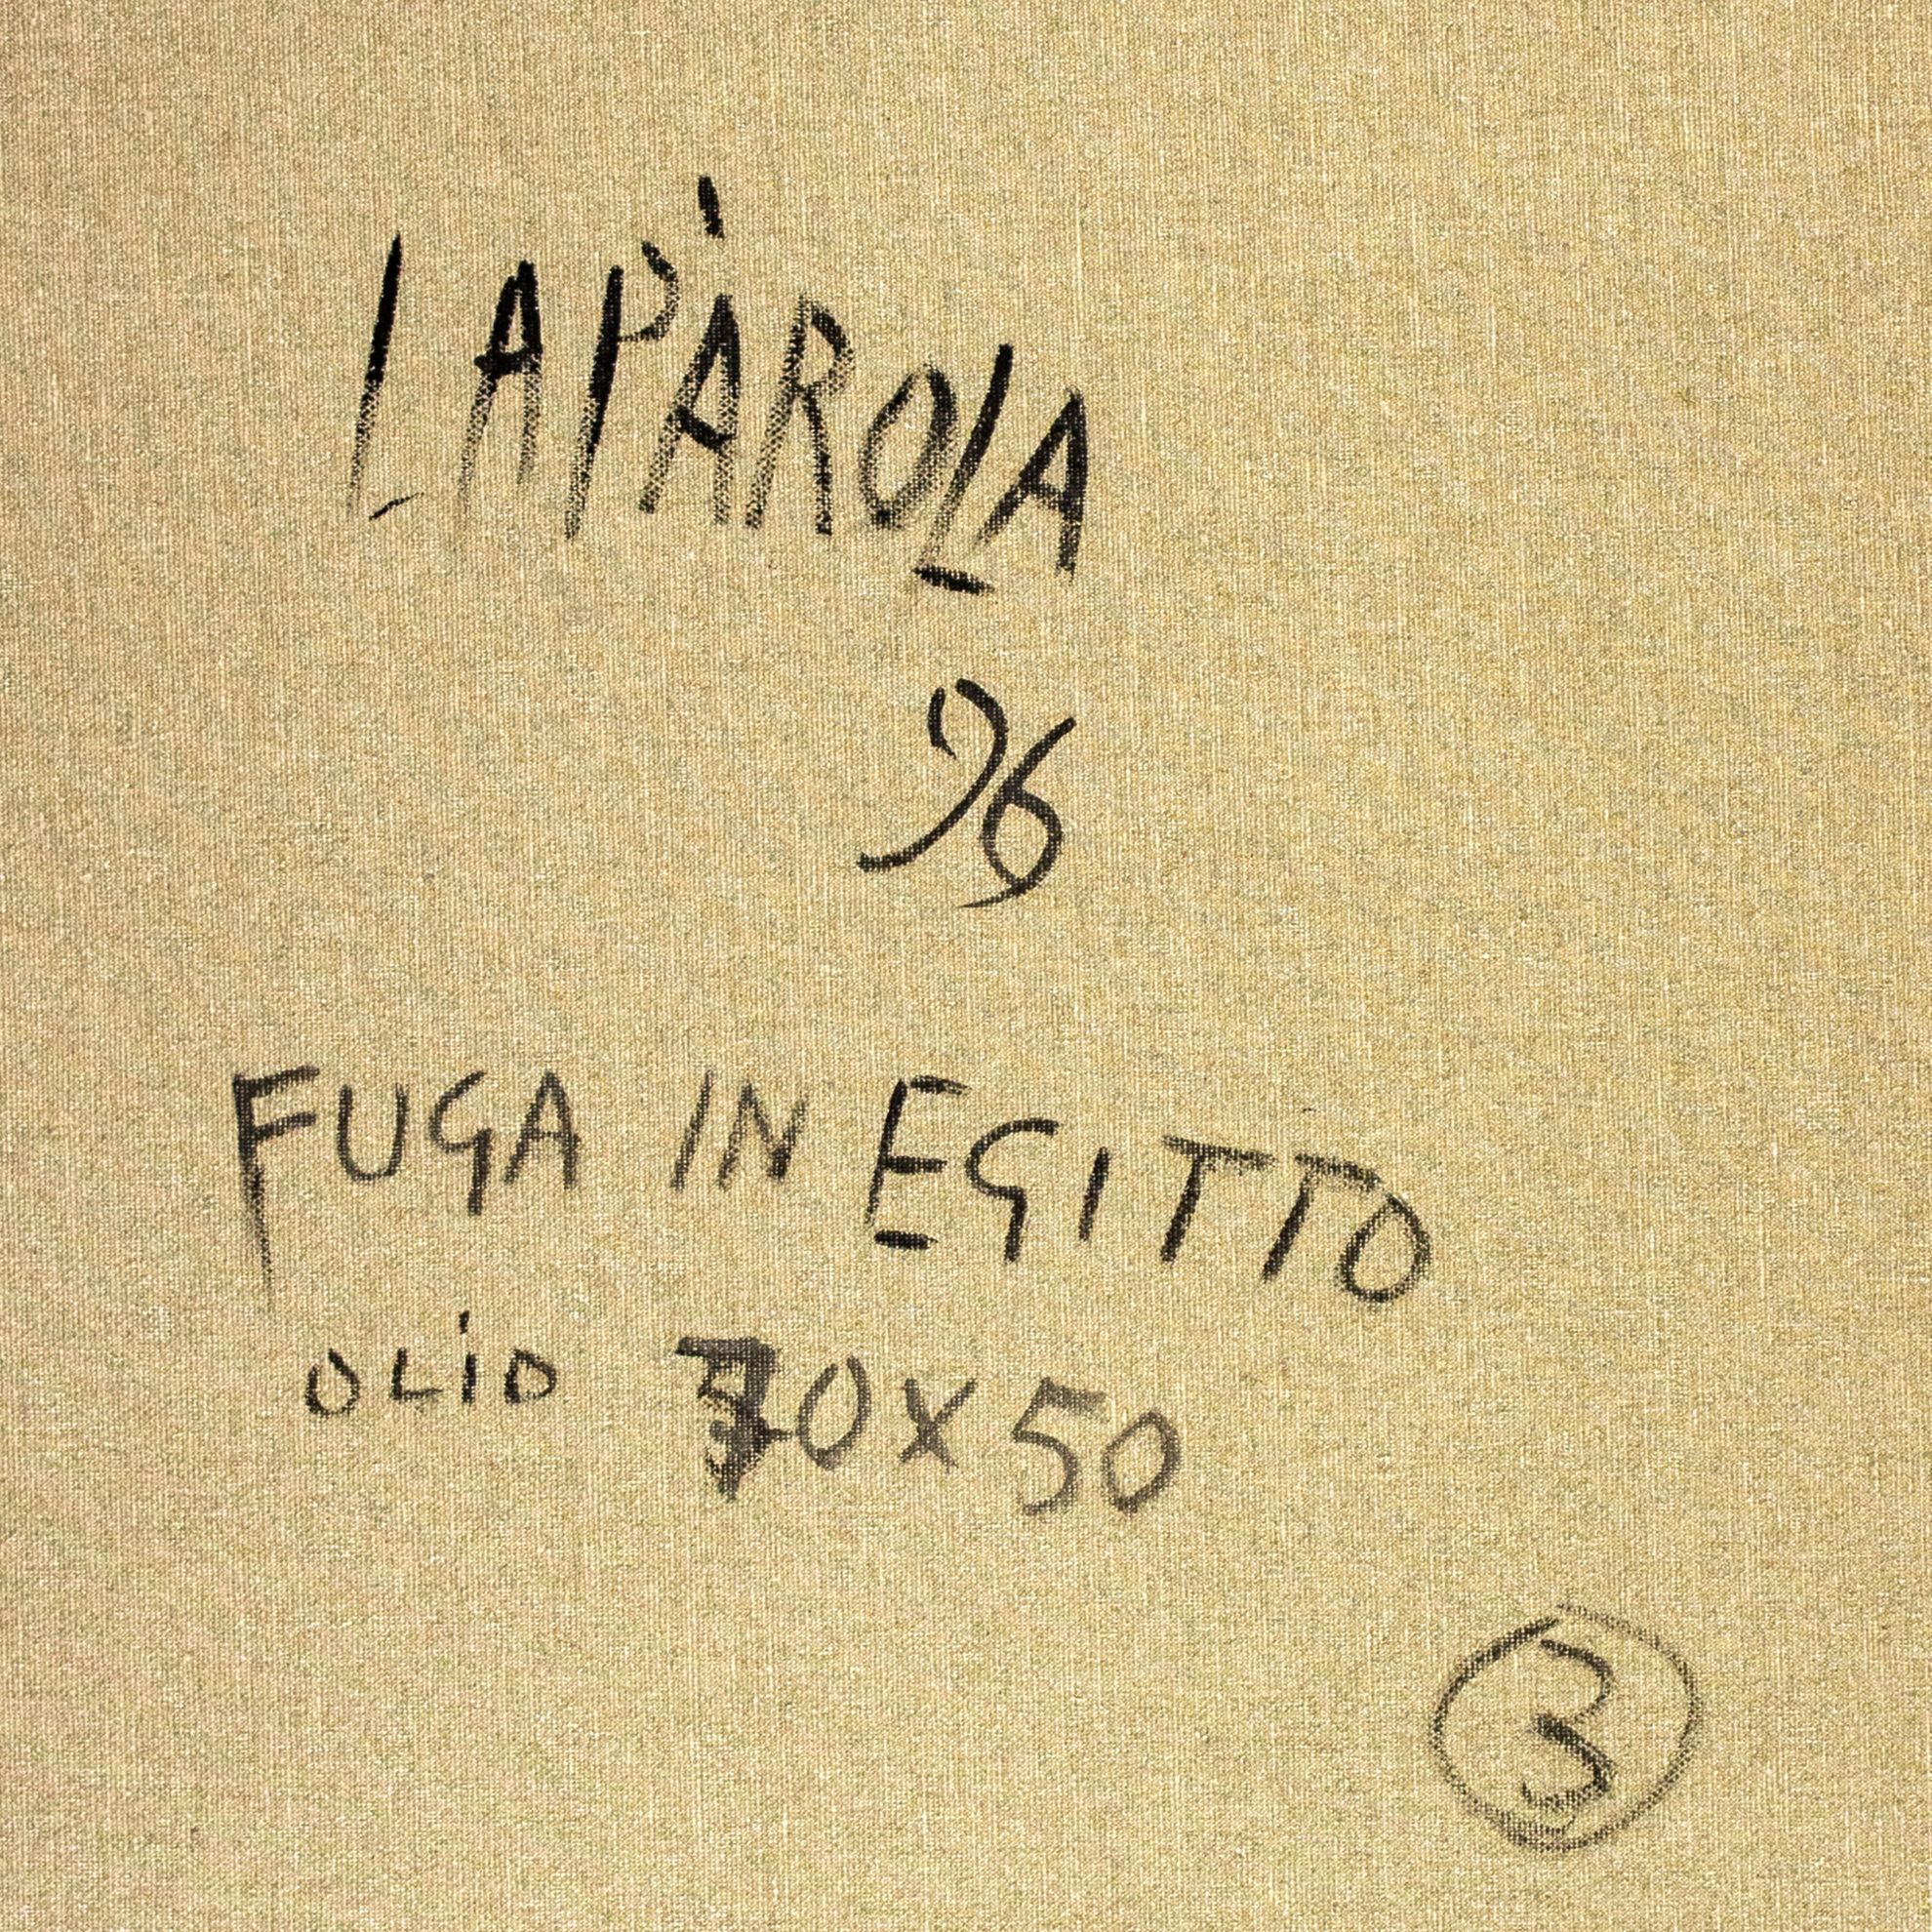 LAPÀROLA
96
FUGA IN EGITTO
OLIO 70X50
3